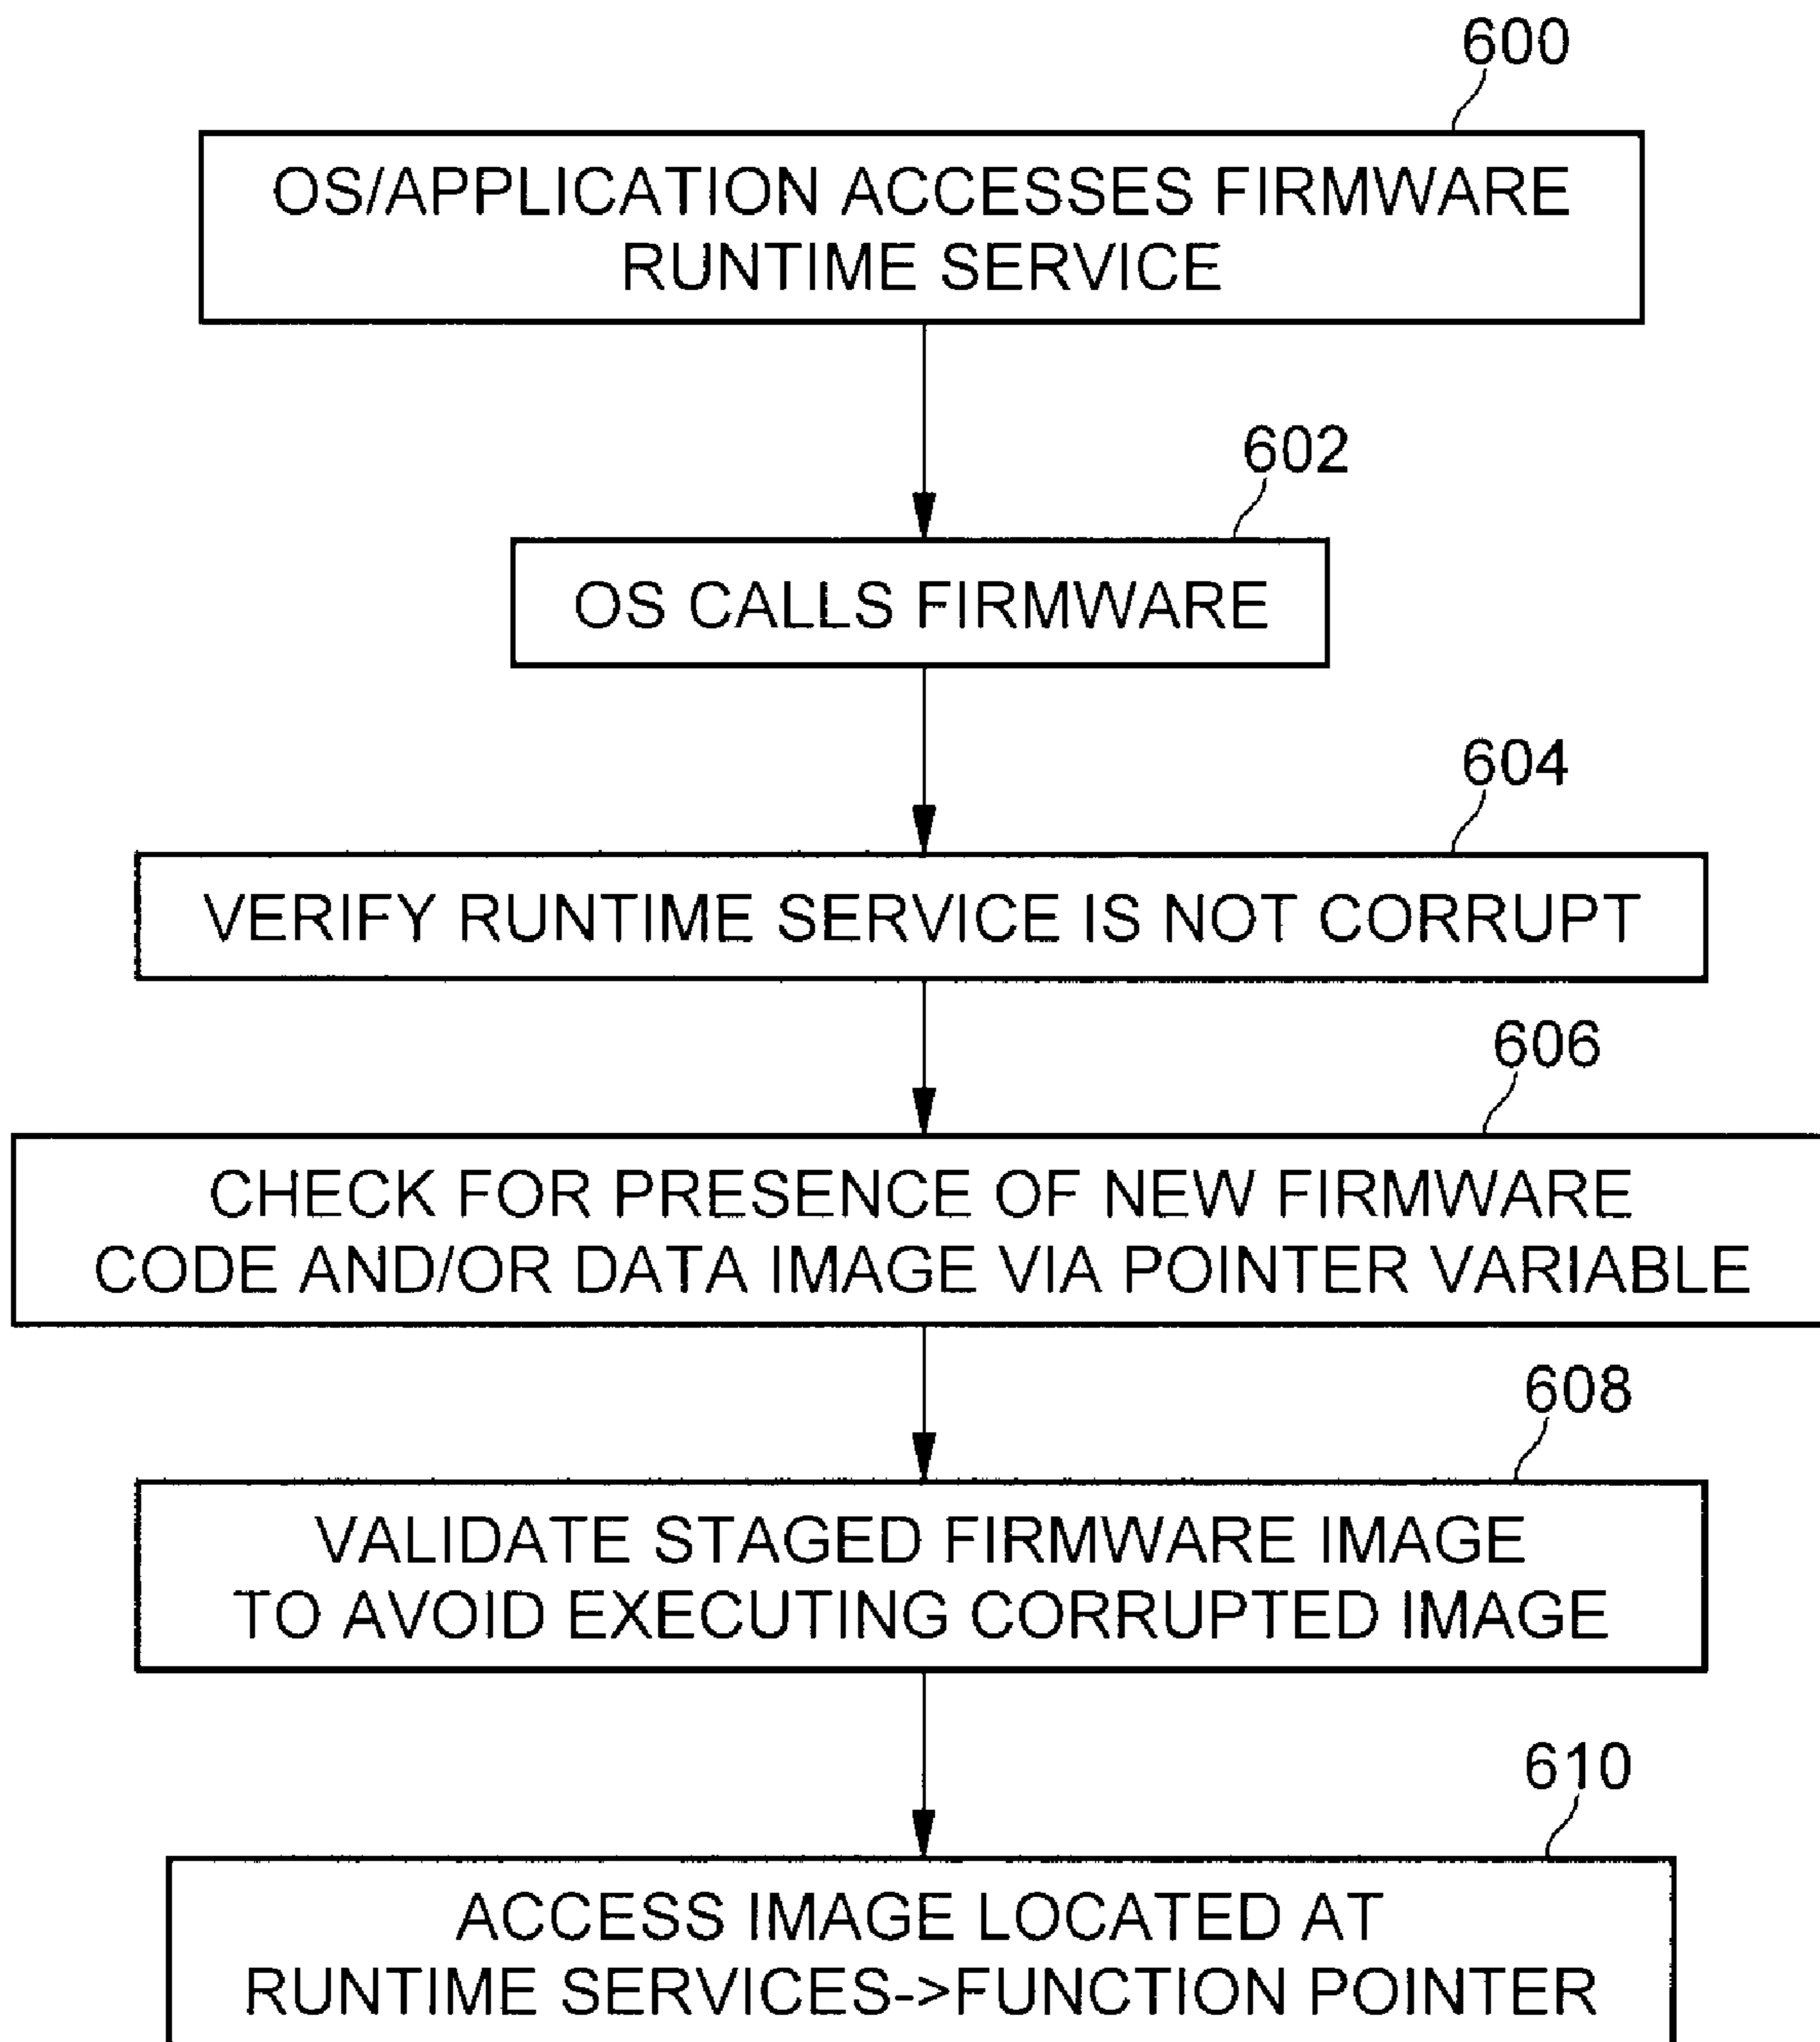 600
OS/APPLICATION ACCESSES FIRMWARE
RUNTIME SERVICE
602
OS CALLS FIRMWARE
604
VERIFY RUNTIME SERVICE IS NOT CORRUPT
606
CHECK FOR PRESENCE OF NEW FIRMWARE
CODE AND/OR DATA IMAGE VIA POINTER VARIABLE
608
VALIDATE STAGED FIRMWARE IMAGE
TO AVOID EXECUTING CORRUPTED IMAGE
610
ACCESS IMAGE LOCATED AT
RUNTIME SERVICES->FUNCTION POINTER